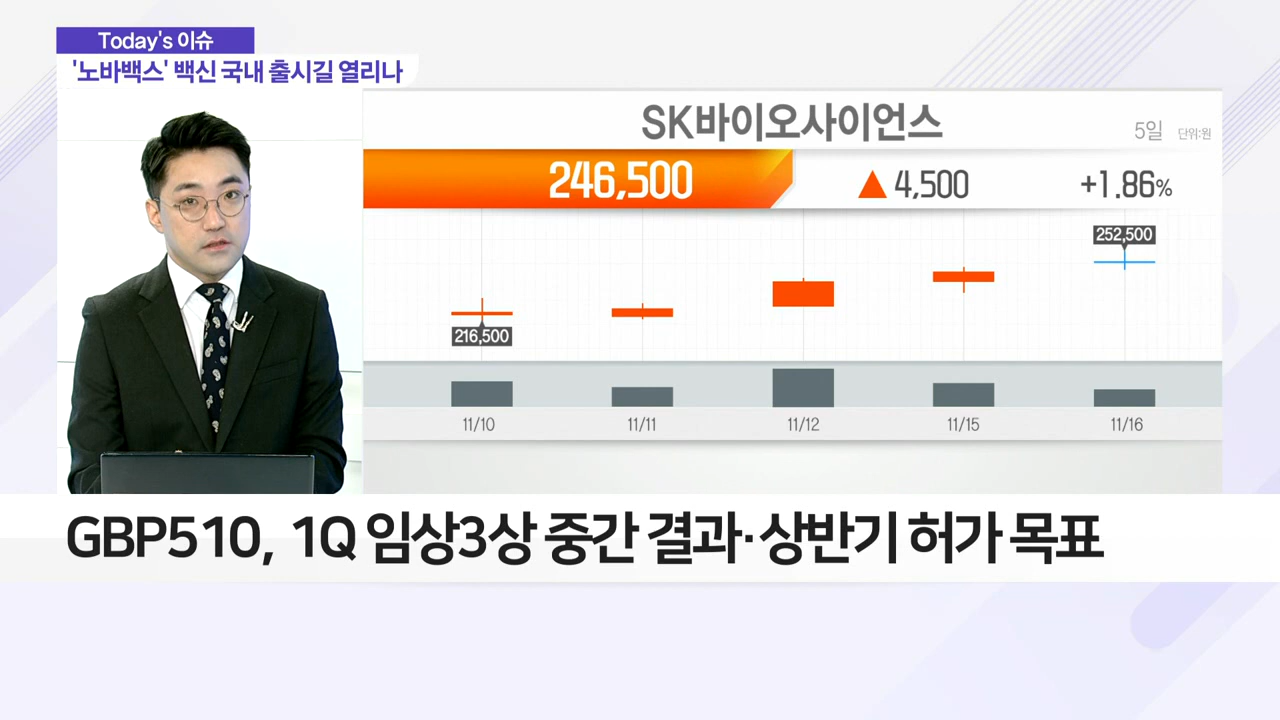 Today's 이슈
'노바백스' 백신 국내 출시길 열리나
SK바이오사이언스
5일 단위:원
246,500 ▲ 4,500 +1.86%
252,500
216,500
11/10 11/11 11/12 11/15 11/16
GBP510, 1Q 임상3상 중간 결과·상반기 허가 목표